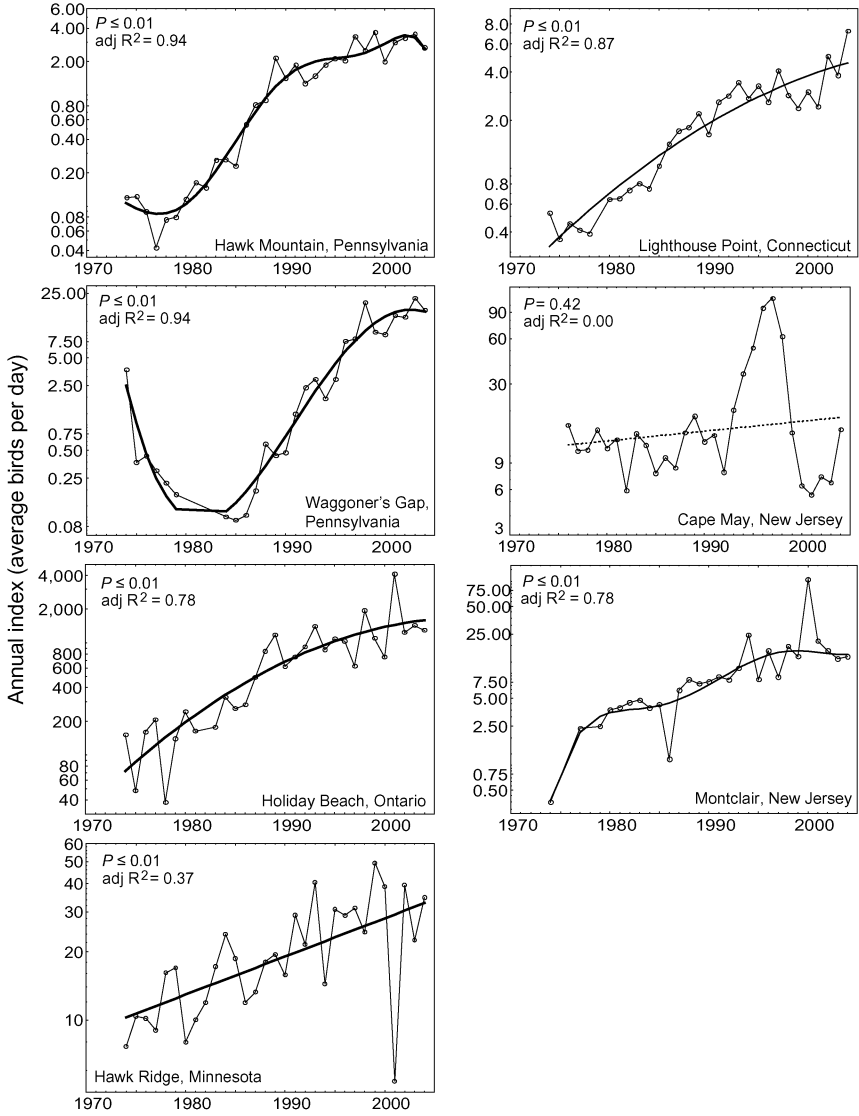 Annual index (average birds per day)
P ≤ 0.01
adj R2 = 0.94
6.00
4.00
2.00
0.80
0.60
0.40
0.20
0.08
0.06
0.04
Hawk Mountain, Pennsylvania
1970 1980 1990 2000
P ≤ 0.01
adj R2 = 0.87
8.0
6.0
4.0
2.0
0.8
0.6
0.4
Lighthouse Point, Connecticut
1970 1980 1990 2000
P ≤ 0.01
adj R2 = 0.94
25.00
7.50
5.00
2.50
0.75
0.50
0.25
0.08
Waggoner's Gap,
Pennsylvania
1970 1980 1990 2000
P = 0.42
adj R2 = 0.00
90
60
30
9
6
3
Cape May, New Jersey
1970 1980 1990 2000
P ≤ 0.01
adj R2 = 0.78
4,000
2,000
800
600
400
200
80
60
40
Holiday Beach, Ontario
1970 1980 1990 2000
P ≤ 0.01
adj R2 = 0.78
75.00
50.00
25.00
7.50
5.00
2.50
0.75
0.50
Montclair, New Jersey
1970 1980 1990 2000
P ≤ 0.01
adj R2 = 0.37
60
50
40
30
20
10
Hawk Ridge, Minnesota
1970 1980 1990 2000